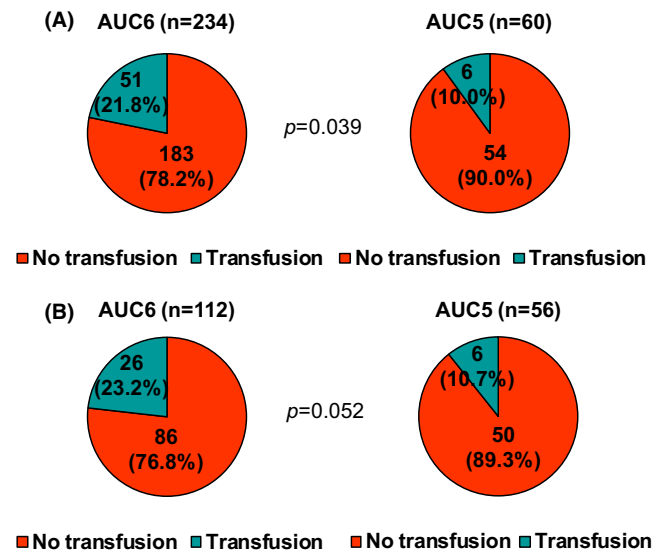 (A)
AUC6 (n=234)
AUC5 (n=60)
51
(21.8%)
183
(78.2%)
p=0.039
6
(10.0%)
54
(90.0%)
No transfusion Transfusion No transfusion Transfusion
(B)
AUC6 (n=112)
AUC5 (n=56)
26
(23.2%)
86
(76.8%)
p=0.052
6
(10.7%)
50
(89.3%)
No transfusion Transfusion No transfusion Transfusion